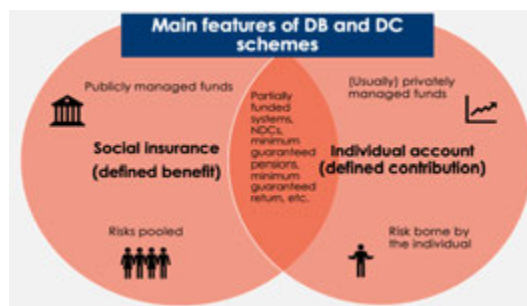 Main features of DB and DC
schemes
Publicly managed funds
Social insurance
(defined benefit)
Risks pooled
Partially
funded
systems,
NDCs,
minimum
guaranteed
pensions,
minimum
guaranteed
return, etc.
(Usually) privately
managed funds
Individual account
(defined contribution)
Risk borne by
the individual